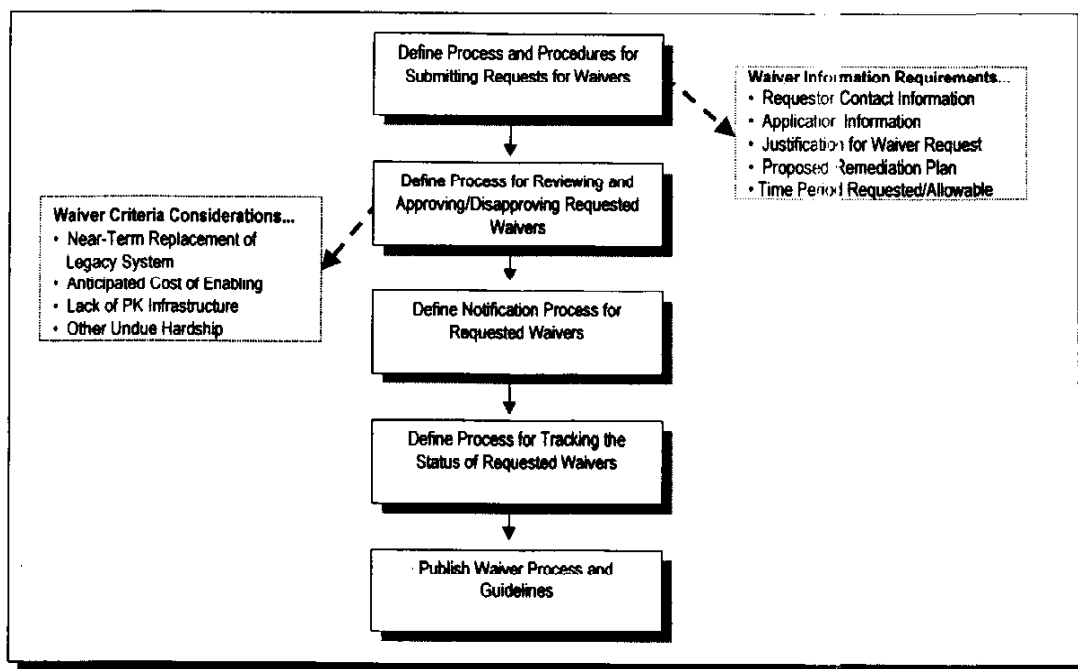 Define Process and Procedures for
Submitting Requests for Waivers
Waiver Information Requirements...
• Requestor Contact Information
• Application Information
• Justification for Waiver Request
• Proposed Remediation Plan
• Time Period Requested/Allowable
Define Process for Reviewing and
Approving/Disapproving Requested
Waivers
Waiver Criteria Considerations...
• Near-Term Replacement of
Legacy System
• Anticipated Cost of Enabling
• Lack of PK Infrastructure
• Other Undue Hardship
Define Notification Process for
Requested Waivers
Define Process for Tracking the
Status of Requested Waivers
Publish Waiver Process and
Guidelines